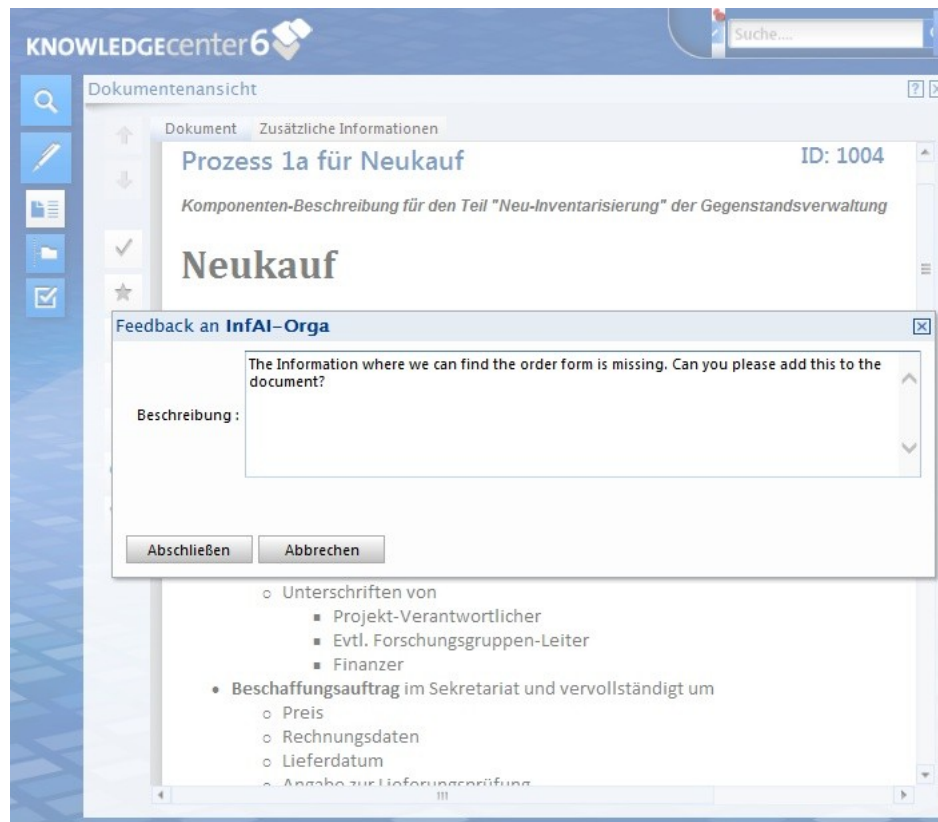 KNOWLEDGEcenter6
Suche....
Dokumentenansicht
Dokument Zusätzliche Informationen
Prozess 1a für Neukauf ID: 1004
Komponenten-Beschreibung für den Teil "Neu-Inventarisierung" der Gegenstandsverwaltung
Neukauf
Feedback an InfAI-Orga
The Information where we can find the order form is missing. Can you please add this to the
document?
Beschreibung :
Abschließen Abbrechen
Unterschriften von
Projekt-Verantwortlicher
Evtl. Forschungsgruppen-Leiter
Finanzer
Beschaffungsauftrag im Sekretariat und vervollständigt um
Preis
Rechnungsdaten
Lieferdatum
Angabe zur Lieferungsprüfung